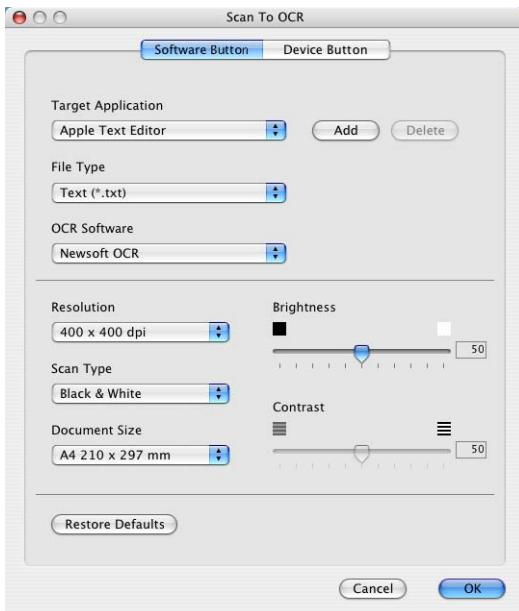 Scan To OCR
Software Button Device Button
Target Application
Apple Text Editor Add Delete
File Type
Text (*.txt)
OCR Software
Newsoft OCR
Resolution Brightness
400 x 400 dpi
50
Scan Type
Black & White
Contrast
Document Size
A4 210 x 297 mm 50
Restore Defaults
Cancel OK